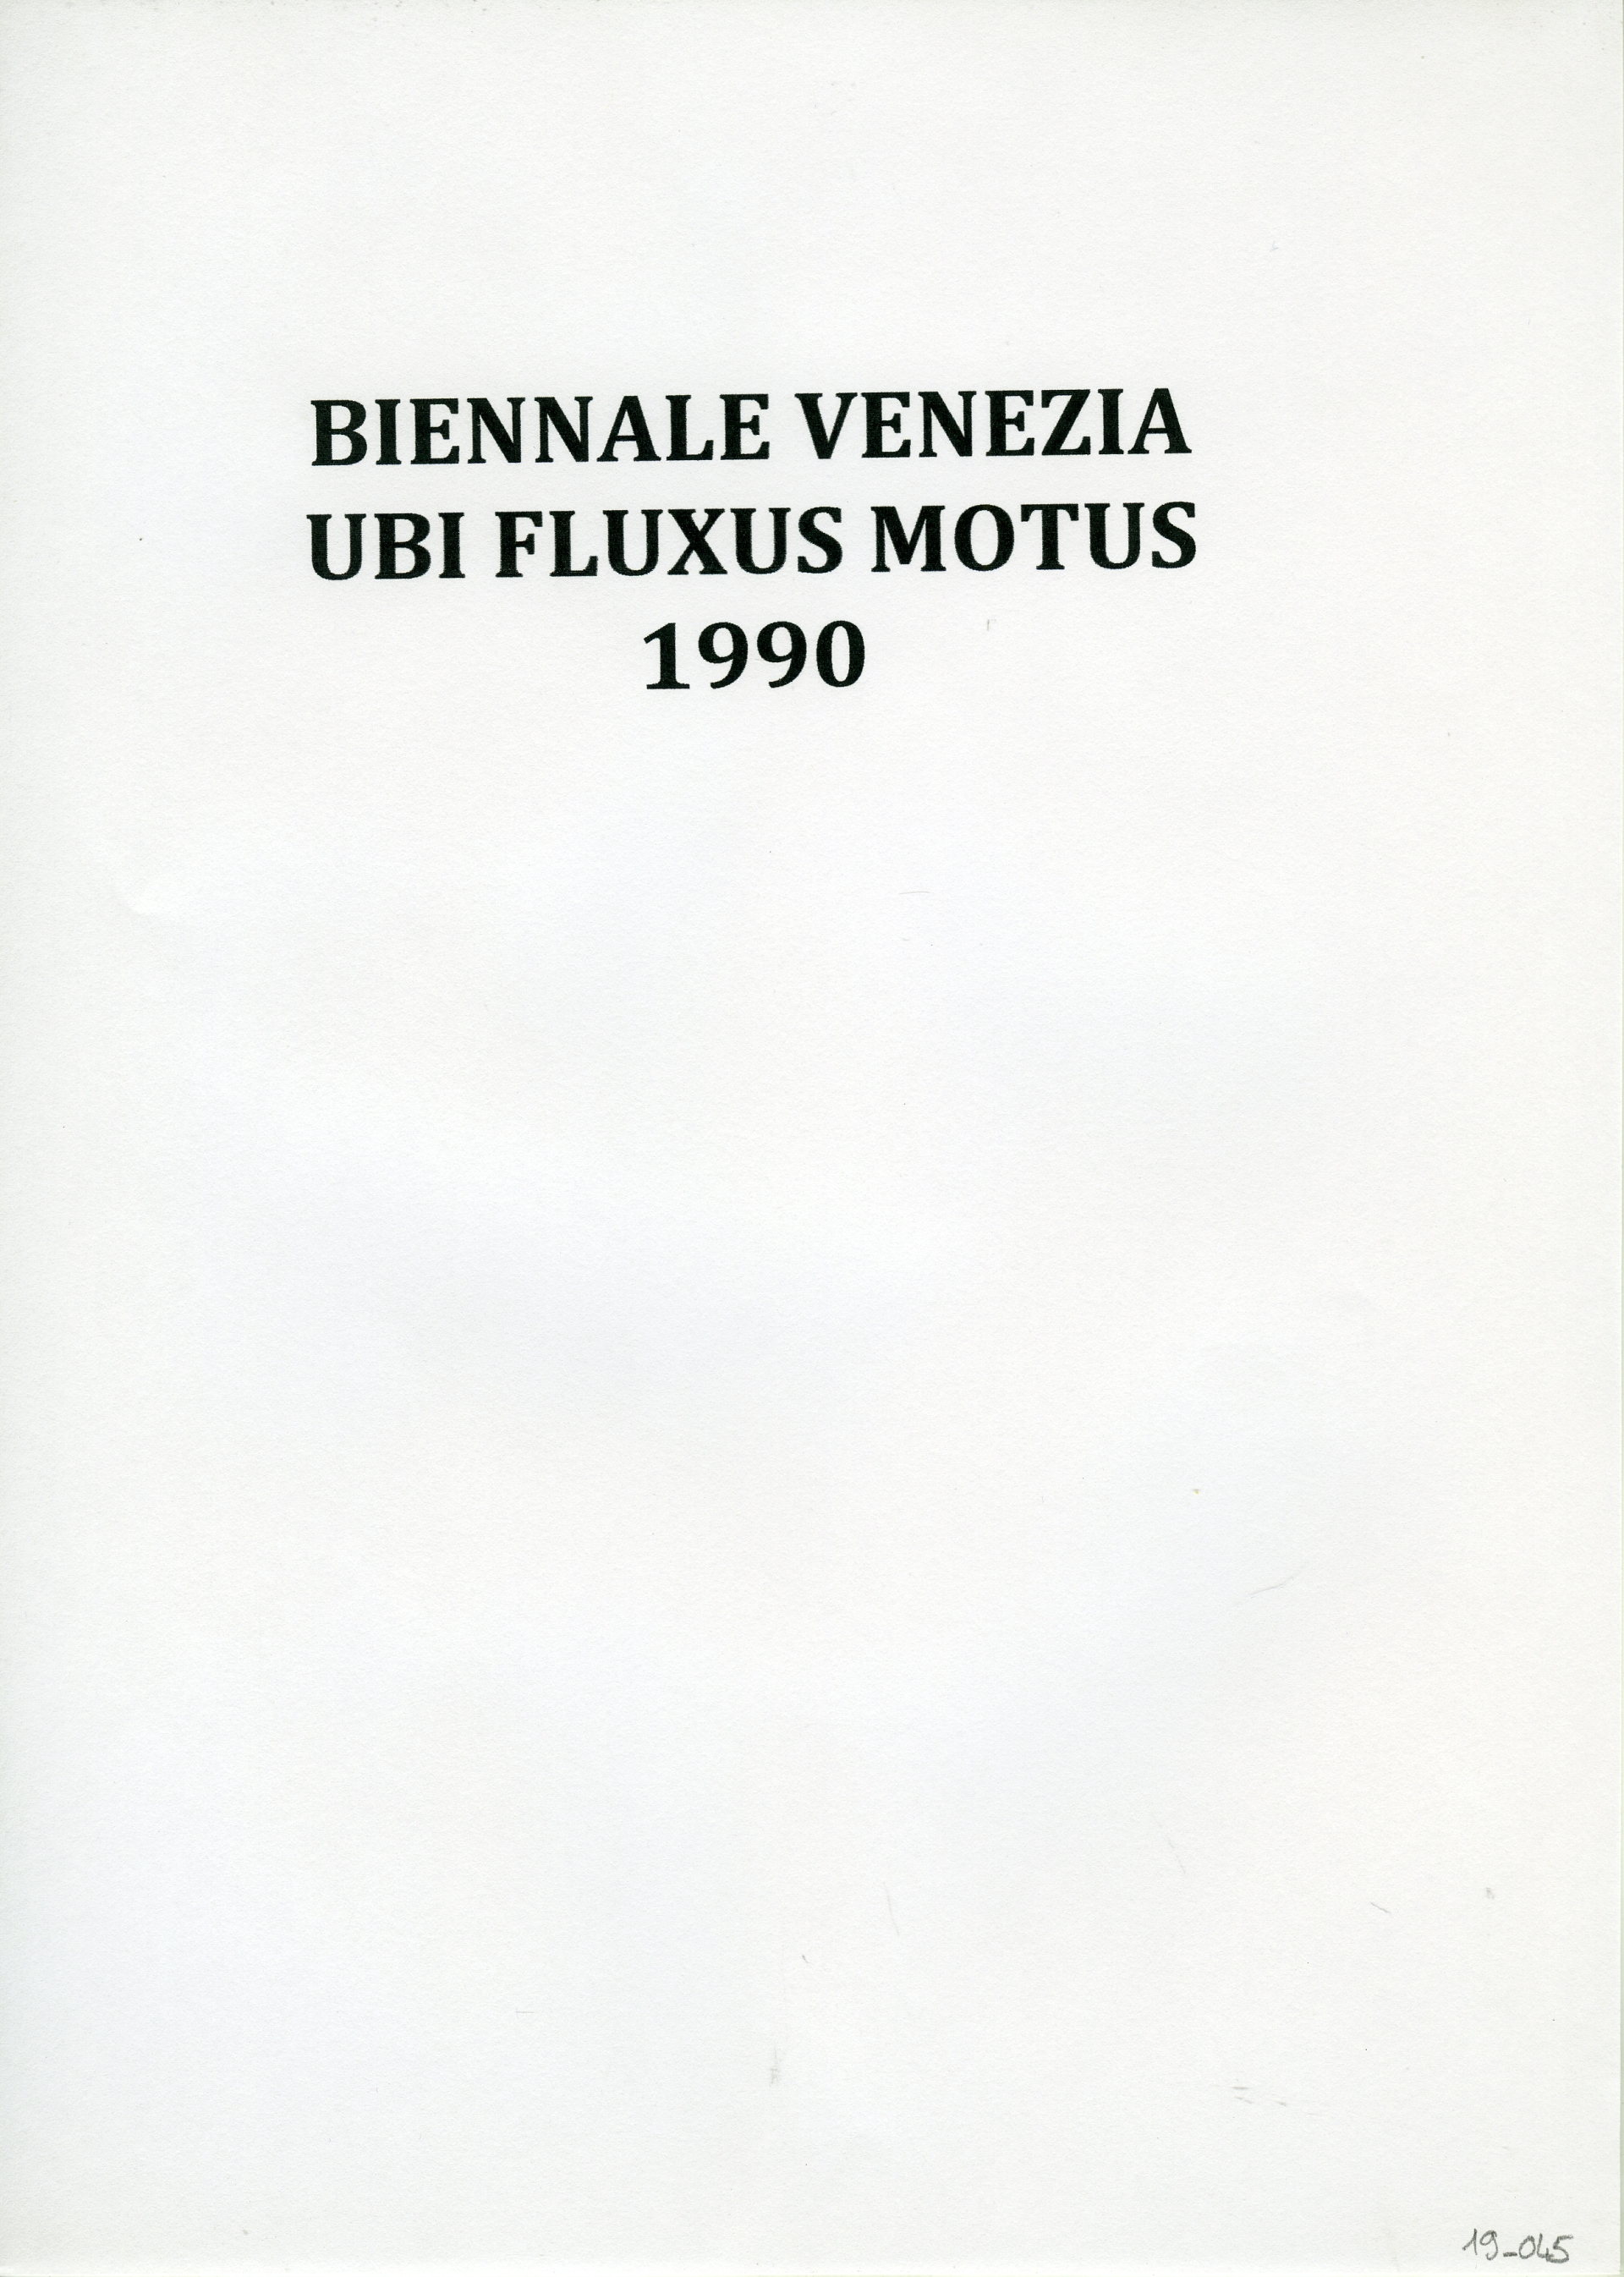 BIENNALE VENEZIA
UBI FLUXUS MOTUS
1990
19_045